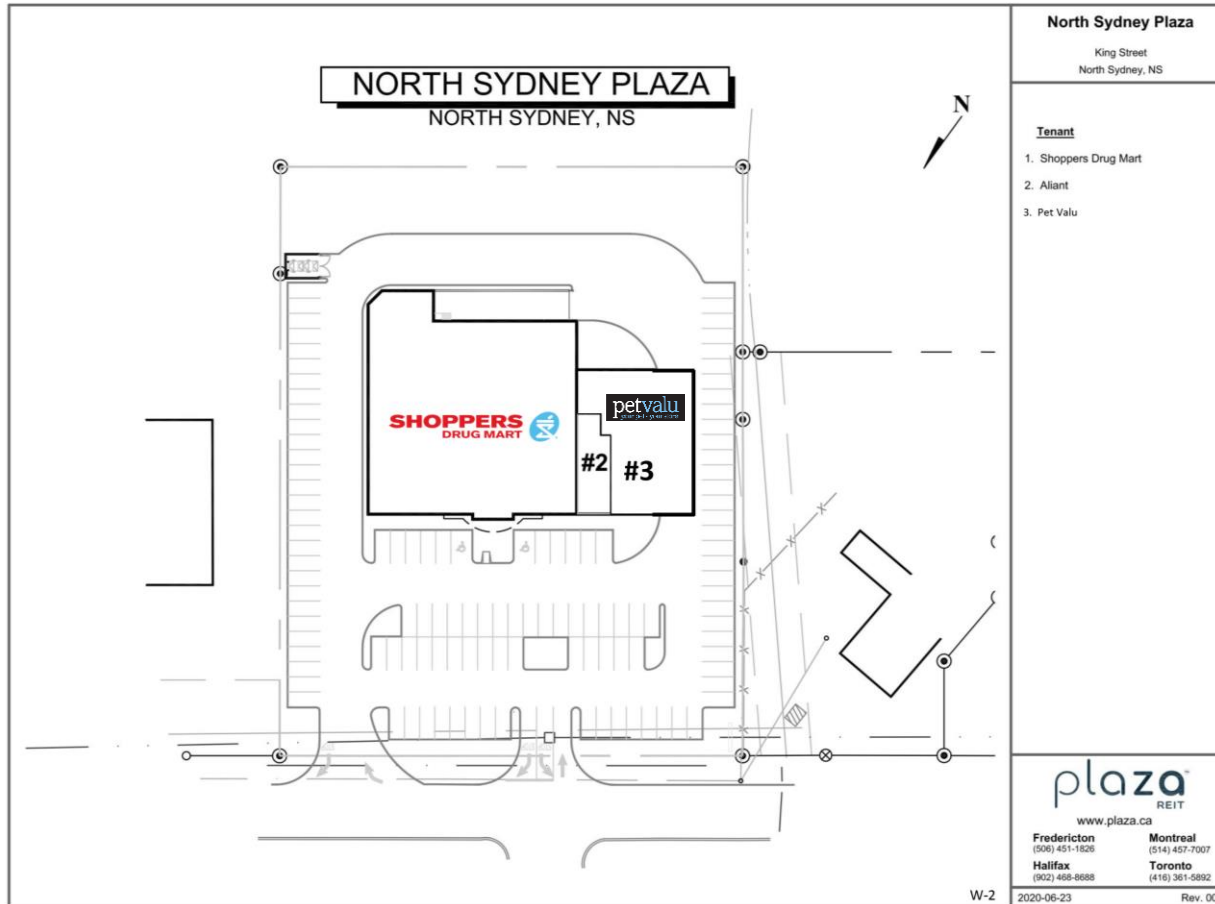 NORTH SYDNEY PLAZA
NORTH SYDNEY, NS
N
SHOPPERS
DRUG MART
petvalu
#2
#3
W-2
North Sydney Plaza
King Street
North Sydney, NS
Tenant
1. Shoppers Drug Mart
2. Aliant
3. Pet Valu
plaza
REIT
www.plaza.ca
Fredericton
(506) 451-1826
Montreal
(514) 457-7007
Halifax
(902) 468-8688
Toronto
(416) 361-5892
2020-06-23
Rev. 00